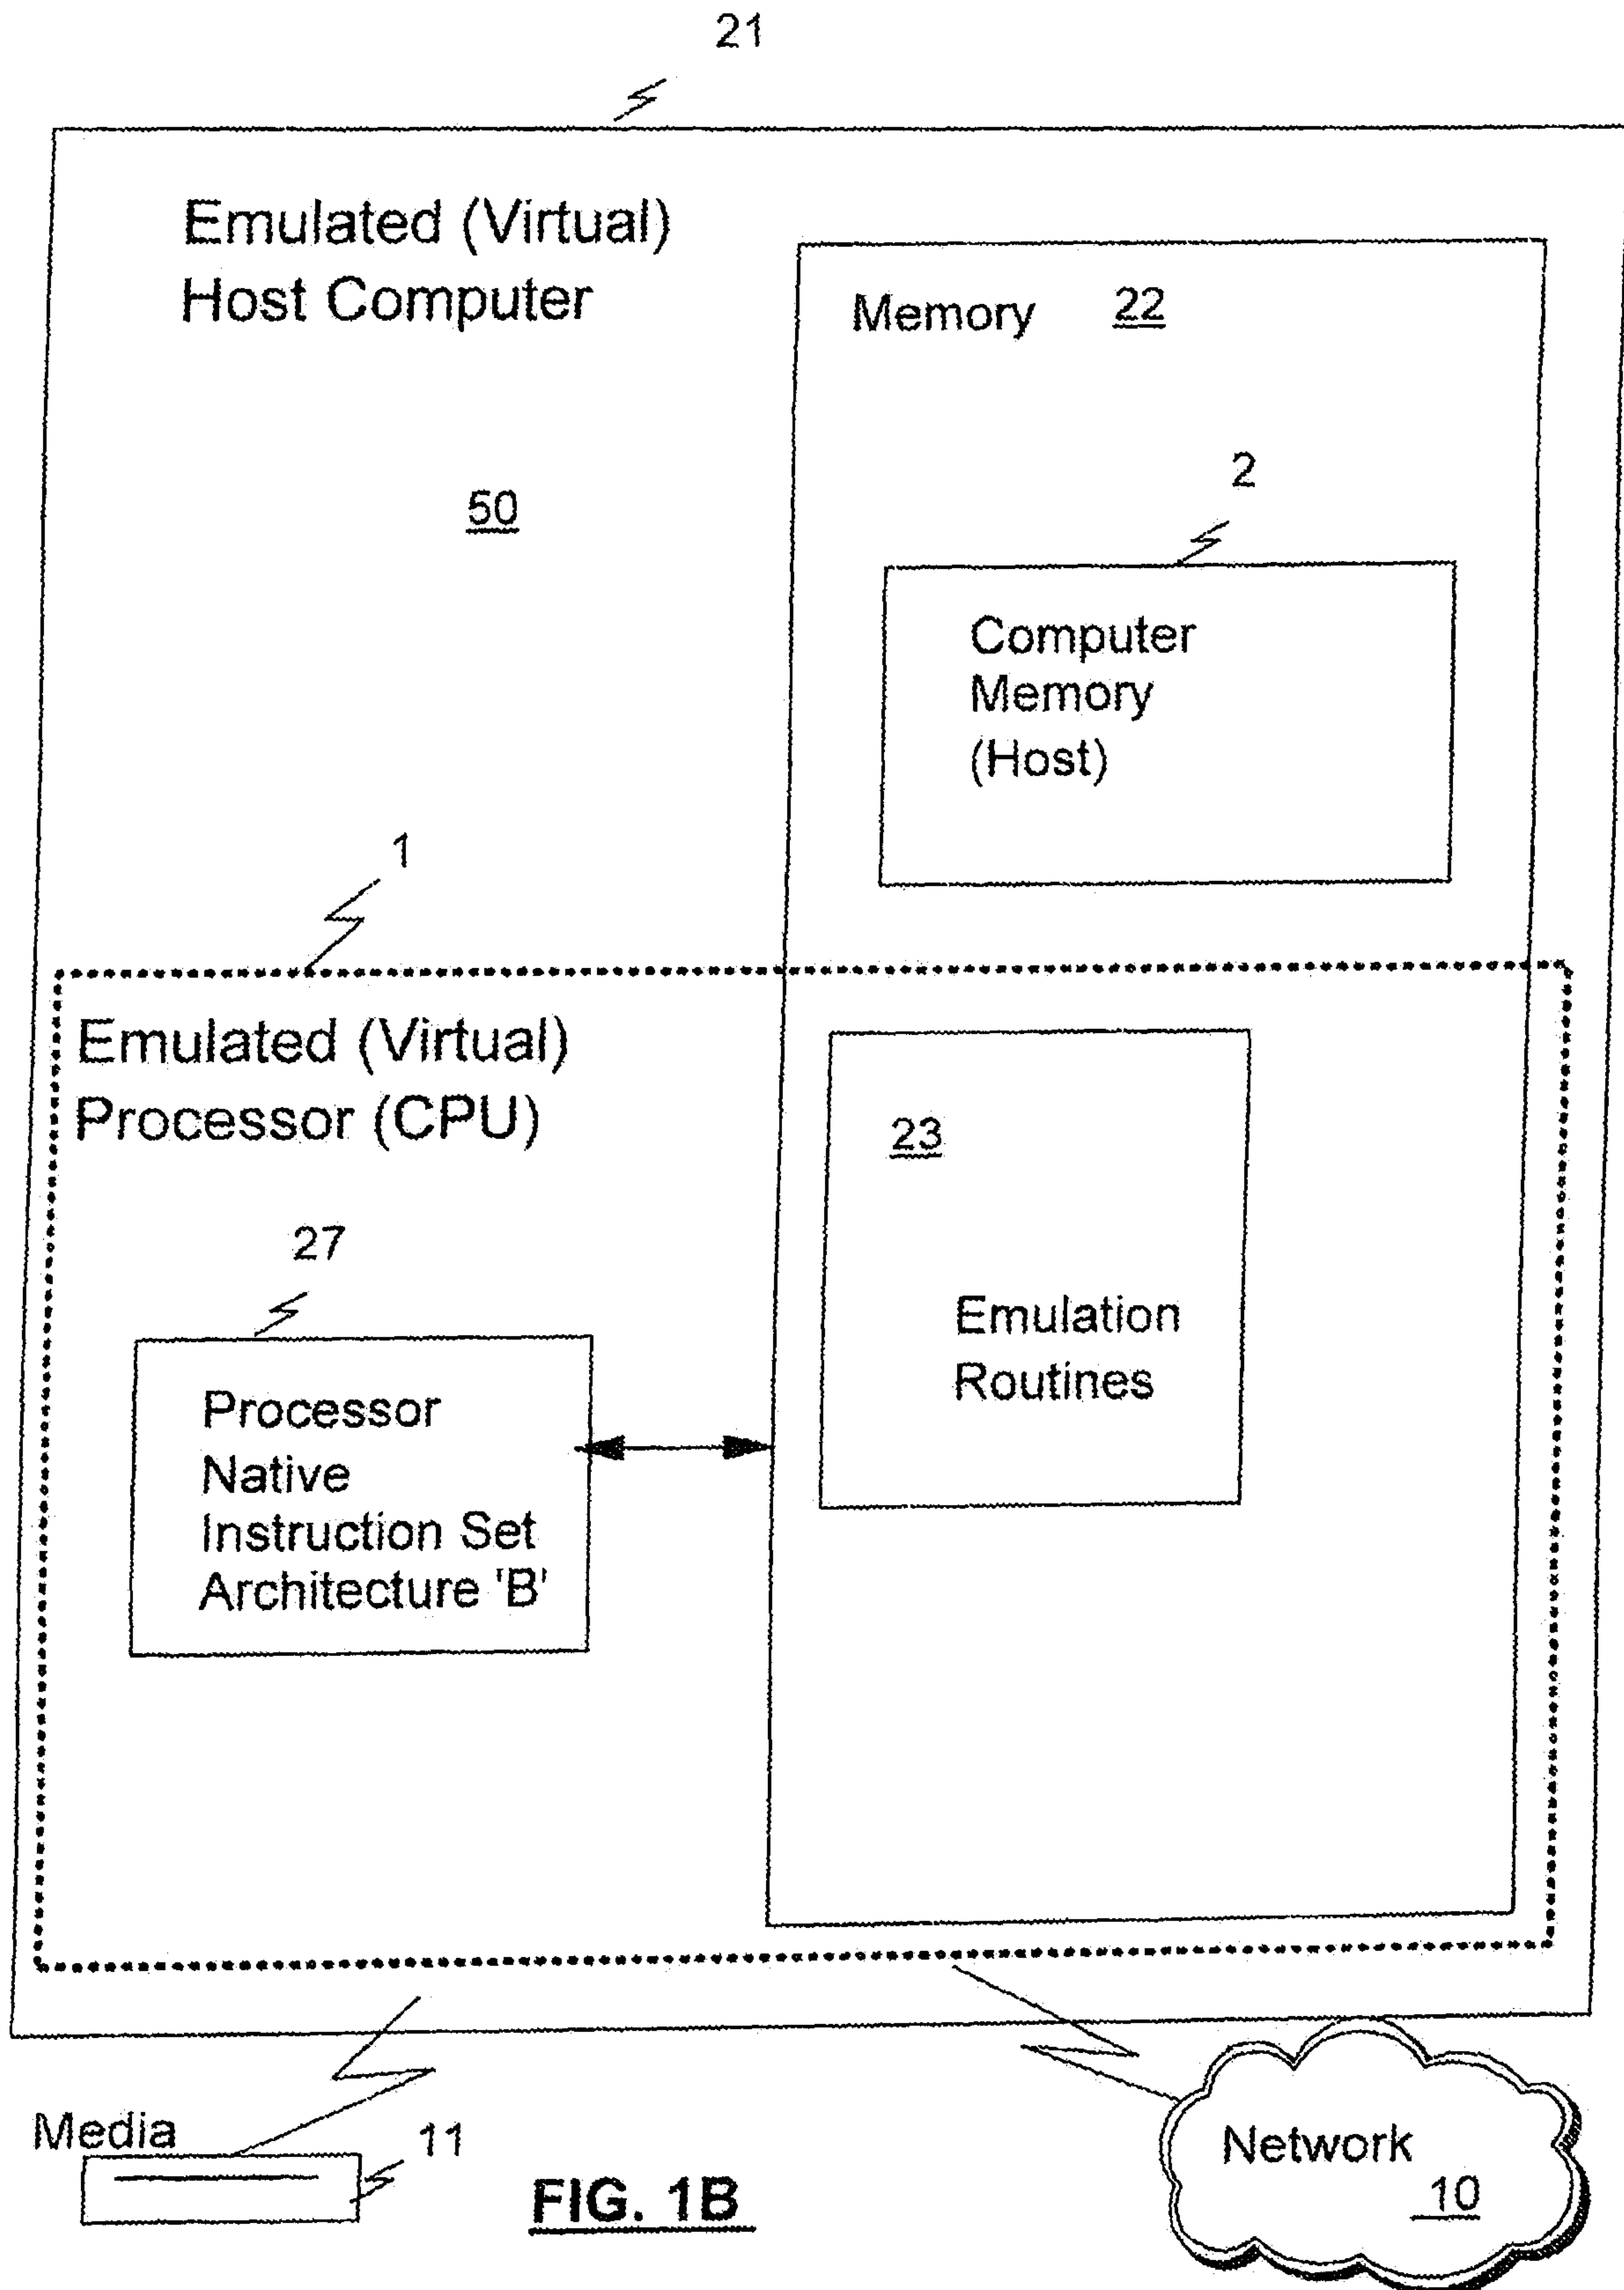 21
Emulated (Virtual)
Host Computer
50
Memory 22
2
Computer
Memory
(Host)
1
Emulated (Virtual)
Processor (CPU)
23
Emulation
Routines
27
Processor
Native
Instruction Set
Architecture 'B'
Media
11
FIG. 1B
Network
10